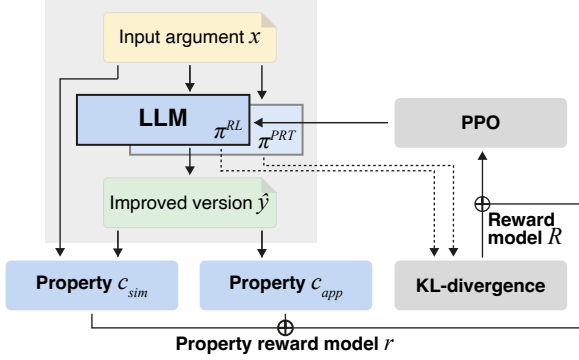 Input argument x
LLM
π^RL
π^PRT
PPO
Improved version ŷ
Reward
model R
Property c_sim
Property c_app
KL-divergence
Property reward model r